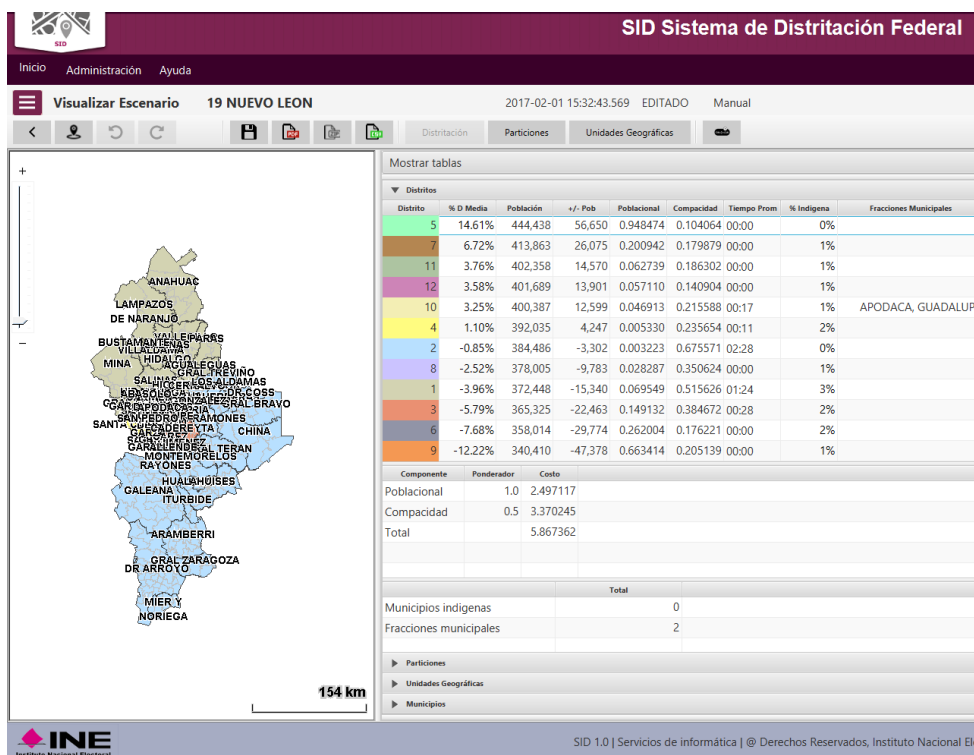 SID
SID Sistema de Distritación Federal
Inicio Administración Ayuda
Visualizar Escenario 19 NUEVO LEON 2017-02-01 15:32:43.569 EDITADO Manual
Distritación Particiones Unidades Geográficas
Mostrar tablas
Distritos
Distrito % D Media Población +/- Pob Poblacional Compacidad Tiempo Prom % Indigena Fracciones Municipales
5 14.61% 444,438 56,650 0.948474 0.104064 00:00 0%
7 6.72% 413,863 26,075 0.200942 0.179879 00:00 1%
11 3.76% 402,358 14,570 0.062739 0.186302 00:00 1%
12 3.58% 401,689 13,901 0.057110 0.140904 00:00 1%
10 3.25% 400,387 12,599 0.046913 0.215588 00:17 1% APODACA, GUADALUP
4 1.10% 392,035 4,247 0.005330 0.235654 00:11 2%
2 -0.85% 384,486 -3,302 0.003223 0.675571 02:28 0%
8 -2.52% 378,005 -9,783 0.028287 0.350624 00:00 1%
1 -3.96% 372,448 -15,340 0.069549 0.515626 01:24 3%
3 -5.79% 365,325 -22,463 0.149132 0.384672 00:28 2%
6 -7.68% 358,014 -29,774 0.262004 0.176221 00:00 2%
9 -12.22% 340,410 -47,378 0.663414 0.205139 00:00 1%
Componente Ponderador Costo
Poblacional 1.0 2.497117
Compacidad 0.5 3.370245
Total 5.867362
Total
Municipios indigenas 0
Fracciones municipales 2
Particiones
Unidades Geográficas
Municipios
ANAHUAC
LAMPAZOS
DE NARANJO
BUSTAMANTE
PARAS
VILLALDAMA
MINA HIDALGO AGUALEGUAS
GRAL TREVIÑO
SALINAS LOS ALDAMAS
DR COSS
GRAL BRAVO
CHINA
CADEREYTA
TERAN
MONTEMORELOS
RAYONES
HUALAHUISES
GALEANA
ITURBIDE
ARAMBERRI
GRAL ZARAGOZA
DR ARROYO
MIER Y
NORIEGA
154 km
INE
Instituto Nacional Electoral
SID 1.0 | Servicios de informática | @ Derechos Reservados, Instituto Nacional El